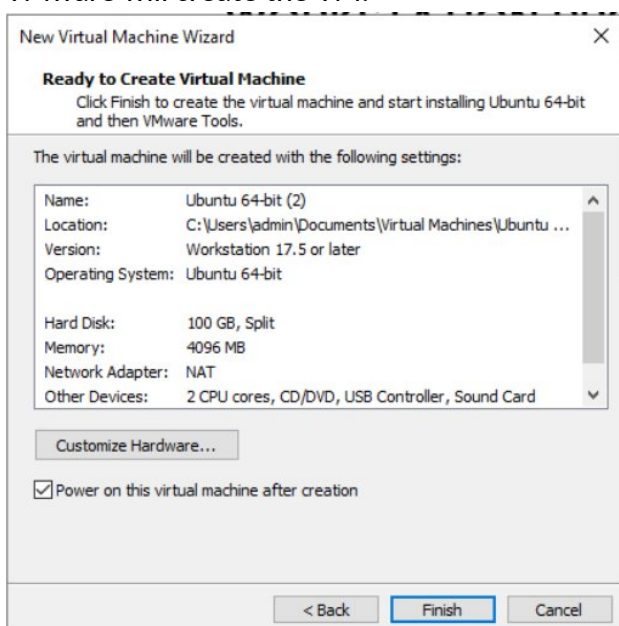 New Virtual Machine Wizard
Ready to Create Virtual Machine
Click Finish to create the virtual machine and start installing Ubuntu 64-bit
and then VMware Tools.
The virtual machine will be created with the following settings:
Name: Ubuntu 64-bit (2)
Location: C:\Users\admin\Documents\Virtual Machines\Ubuntu ...
Version: Workstation 17.5 or later
Operating System: Ubuntu 64-bit
Hard Disk: 100 GB, Split
Memory: 4096 MB
Network Adapter: NAT
Other Devices: 2 CPU cores, CD/DVD, USB Controller, Sound Card
Customize Hardware...
Power on this virtual machine after creation
< Back Finish Cancel